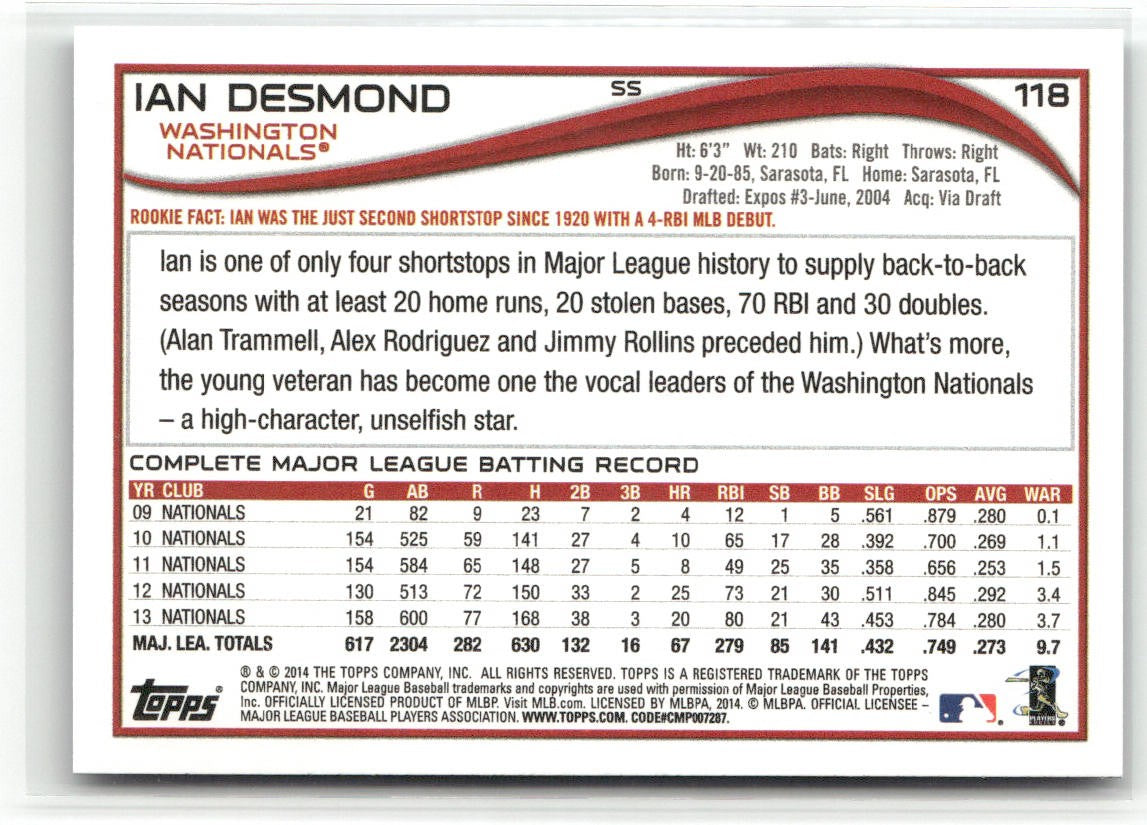 IAN DESMOND SS 118
WASHINGTON
NATIONALS®
Ht: 6'3" Wt: 210 Bats: Right Throws: Right
Born: 9-20-85, Sarasota, FL Home: Sarasota, FL
Drafted: Expos #3-June, 2004 Acq: Via Draft
ROOKIE FACT: IAN WAS THE JUST SECOND SHORTSTOP SINCE 1920 WITH A 4-RBI MLB DEBUT.
Ian is one of only four shortstops in Major League history to supply back-to-back
seasons with at least 20 home runs, 20 stolen bases, 70 RBI and 30 doubles.
(Alan Trammell, Alex Rodriguez and Jimmy Rollins preceded him.) What's more,
the young veteran has become one the vocal leaders of the Washington Nationals
– a high-character, unselfish star.
COMPLETE MAJOR LEAGUE BATTING RECORD
YR CLUB G AB R H 2B 3B HR RBI SB BB SLG OPS AVG WAR
09 NATIONALS 21 82 9 23 7 2 4 12 1 5 .561 .879 .280 0.1
10 NATIONALS 154 525 59 141 27 4 10 65 17 28 .392 .700 .269 1.1
11 NATIONALS 154 584 65 148 27 5 8 49 25 35 .358 .656 .253 1.5
12 NATIONALS 130 513 72 150 33 2 25 73 21 30 .511 .845 .292 3.4
13 NATIONALS 158 600 77 168 38 3 20 80 21 43 .453 .784 .280 3.7
MAJ. LEA. TOTALS 617 2304 282 630 132 16 67 279 85 141 .432 .749 .273 9.7
Topps®
® & © 2014 THE TOPPS COMPANY, INC. ALL RIGHTS RESERVED. TOPPS IS A REGISTERED TRADEMARK OF THE TOPPS
COMPANY, INC. Major League Baseball trademarks and copyrights are used with permission of Major League Baseball Properties,
Inc. OFFICIALLY LICENSED PRODUCT OF MLBP. Visit MLB.com. LICENSED BY MLBPA, 2014. © MLBPA. OFFICIAL LICENSEE –
MAJOR LEAGUE BASEBALL PLAYERS ASSOCIATION. WWW.TOPPS.COM. CODE#CMP007287.
PLAYERS